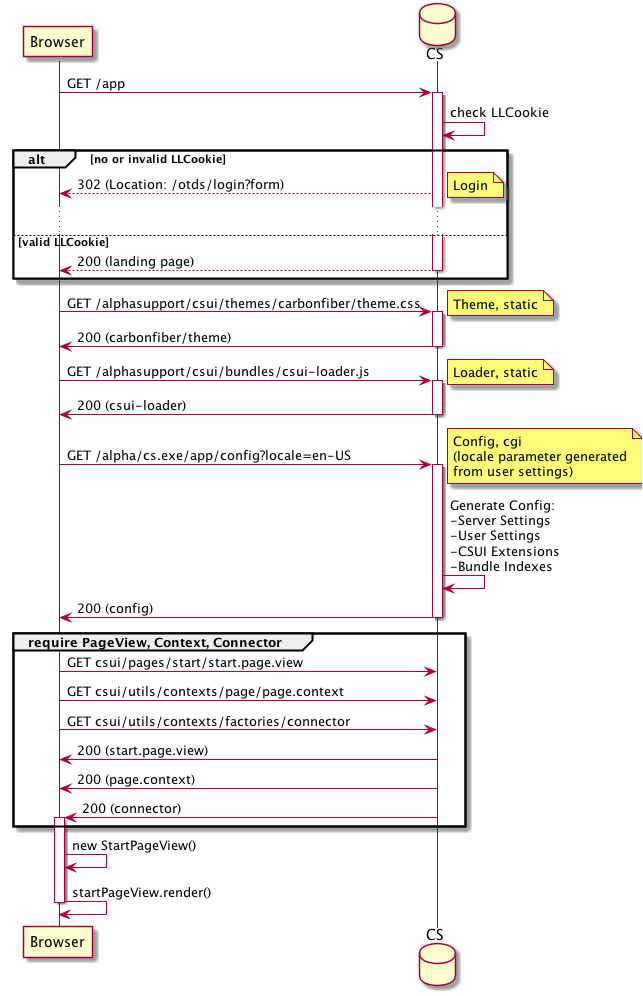 Browser
CS
GET /app
check LLCookie
alt
[no or invalid LLCookie]
302 (Location: /otds/login?form)
Login
[valid LLCookie]
200 (landing page)
GET /alphasupport/csui/themes/carbonfiber/theme.css
Theme, static
200 (carbonfiber/theme)
GET /alphasupport/csui/bundles/csui-loader.js
Loader, static
200 (csui-loader)
Config, cgi
(locale parameter generated
from user settings)
GET /alpha/cs.exe/app/config?locale=en-US
Generate Config:
-Server Settings
-User Settings
-CSUI Extensions
-Bundle Indexes
200 (config)
require PageView, Context, Connector
GET csui/pages/start/start.page.view
GET csui/utils/contexts/page/page.context
GET csui/utils/contexts/factories/connector
200 (start.page.view)
200 (page.context)
200 (connector)
new StartPageView()
startPageView.render()
Browser
CS